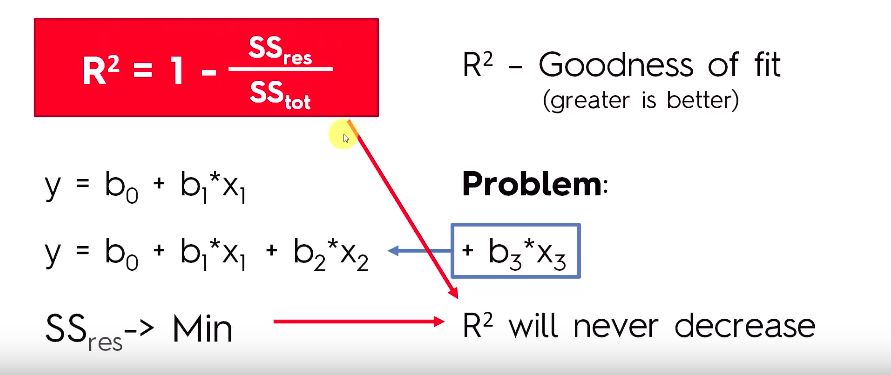 R² = 1 - SSres / SStot
R² – Goodness of fit
(greater is better)
y = b₀ + b₁*x₁
Problem:
y = b₀ + b₁*x₁ + b₂*x₂
+ b₃*x₃
SSres-> Min
R² will never decrease